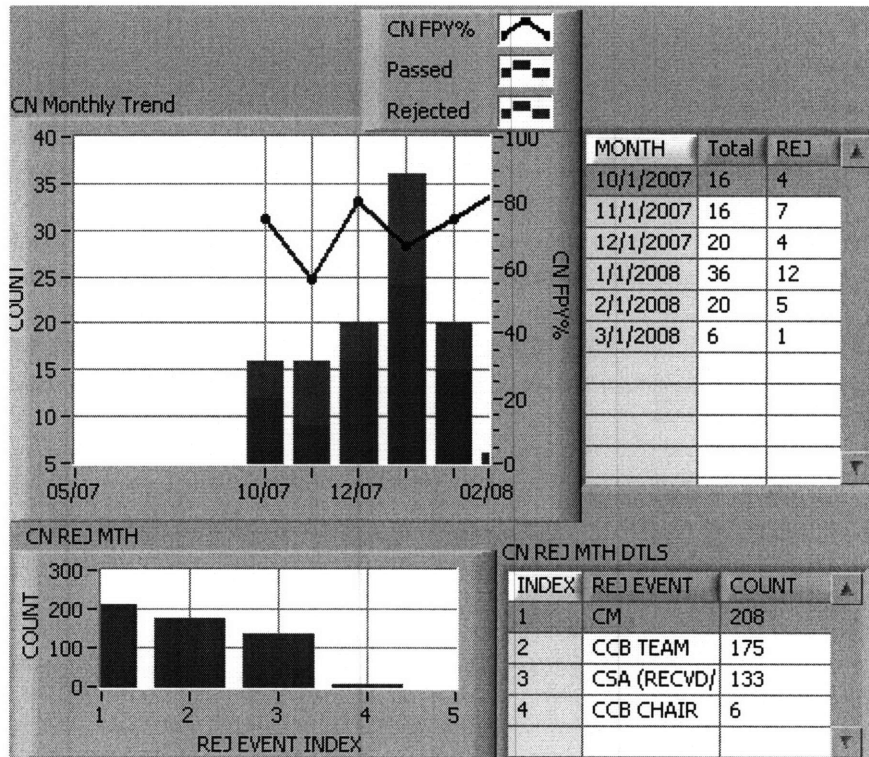 CN FPY%
Passed
Rejected
CN Monthly Trend
40
35
30
25
20
15
10
5
COUNT
100
80
60
40
20
0
CN FPY%
05/07 10/07 12/07 02/08
MONTH Total REJ
10/1/2007 16 4
11/1/2007 16 7
12/1/2007 20 4
1/1/2008 36 12
2/1/2008 20 5
3/1/2008 6 1
CN REJ MTH
300
200
100
0
COUNT
1 2 3 4 5
REJ EVENT INDEX
CN REJ MTH DTLS
INDEX REJ EVENT COUNT
1 CM 208
2 CCB TEAM 175
3 CSA (RECVD/ 133
4 CCB CHAIR 6